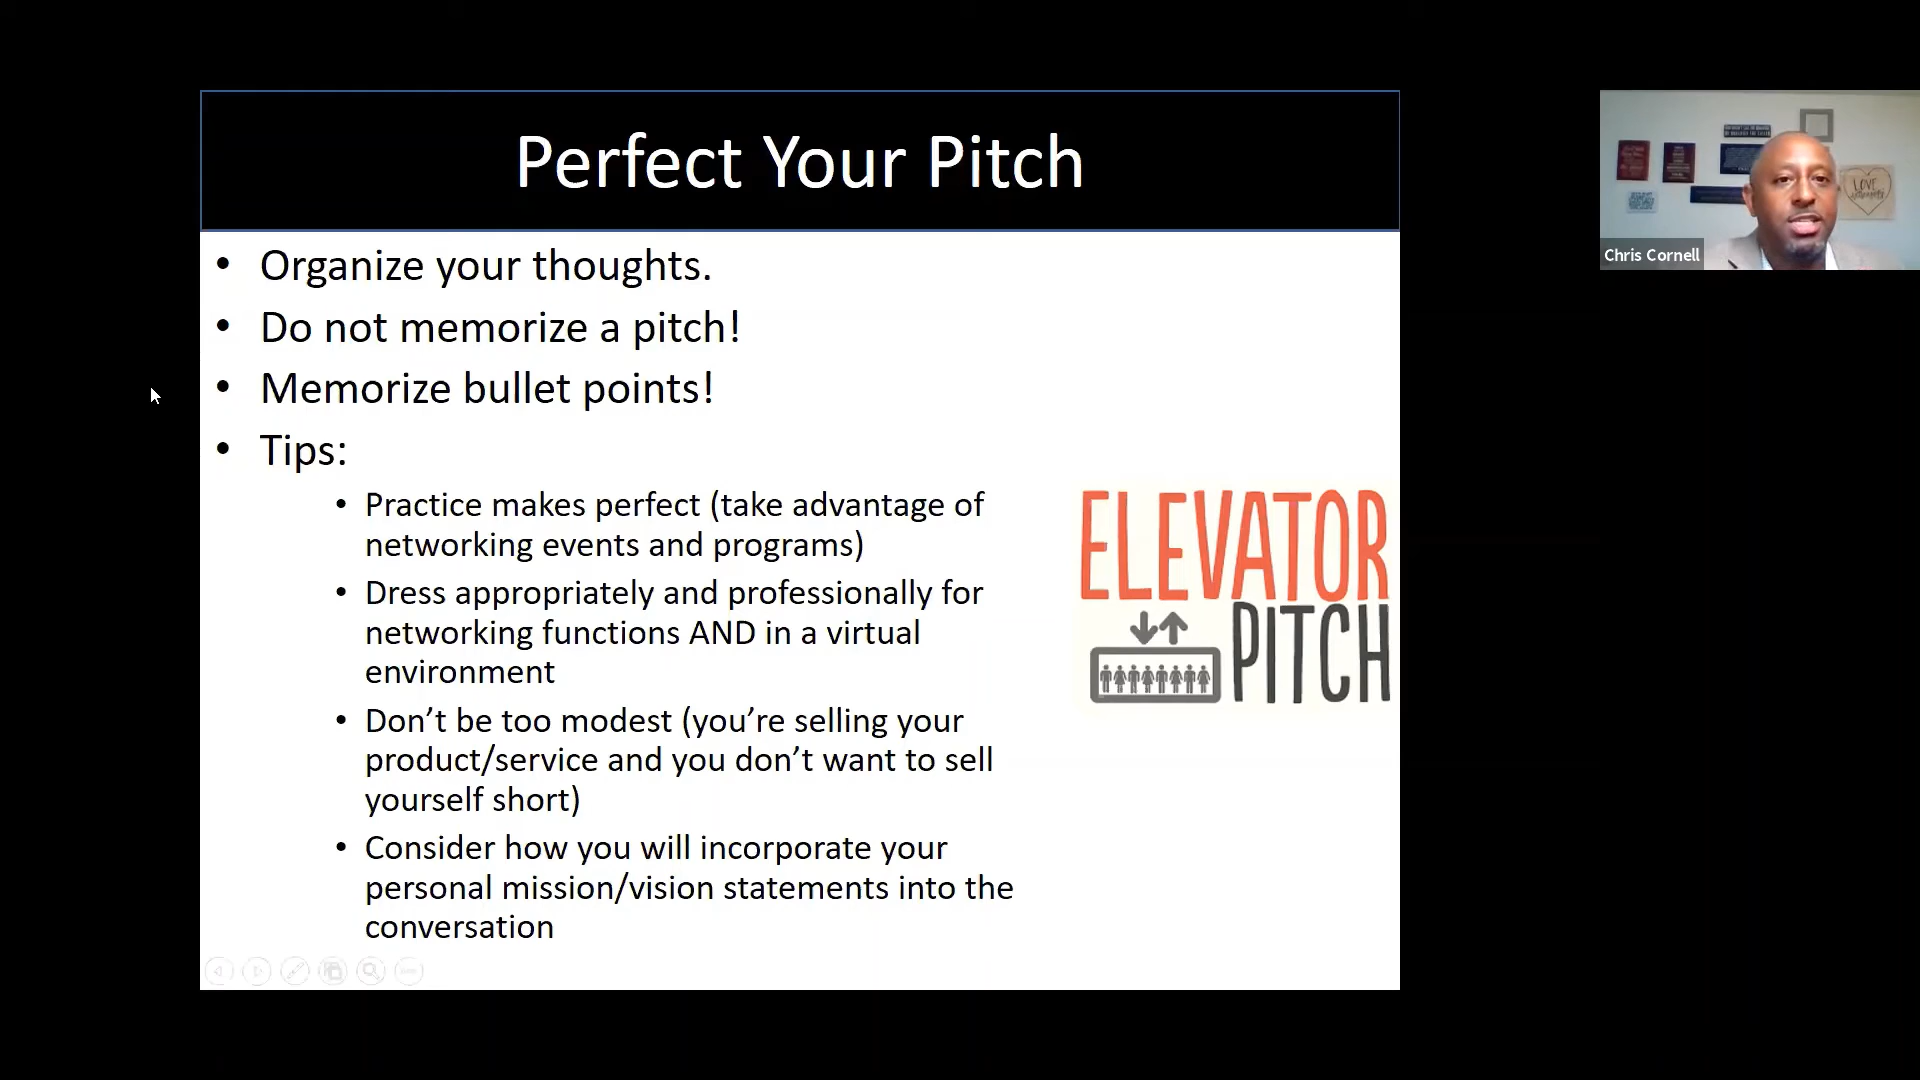 Perfect Your Pitch
• Organize your thoughts.
• Do not memorize a pitch!
• Memorize bullet points!
• Tips:
• Practice makes perfect (take advantage of
networking events and programs)
• Dress appropriately and professionally for
networking functions AND in a virtual
environment
• Don’t be too modest (you’re selling your
product/service and you don’t want to sell
yourself short)
• Consider how you will incorporate your
personal mission/vision statements into the
conversation
ELEVATOR
PITCH
LOVE
Chris Cornell